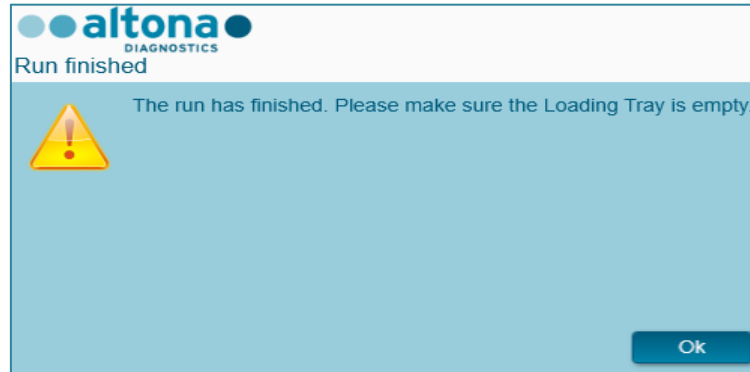 altona
DIAGNOSTICS
Run finished
The run has finished. Please make sure the Loading Tray is empty.
Ok